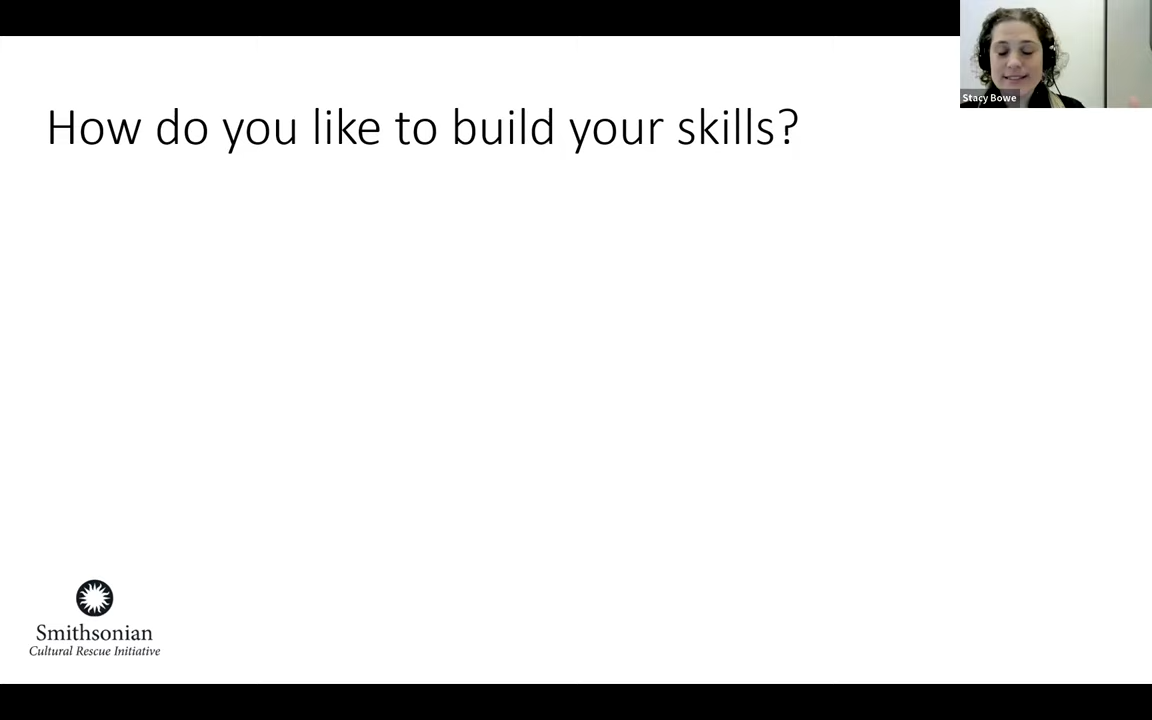 Stacy Bowe
How do you like to build your skills?
Smithsonian
Cultural Rescue Initiative